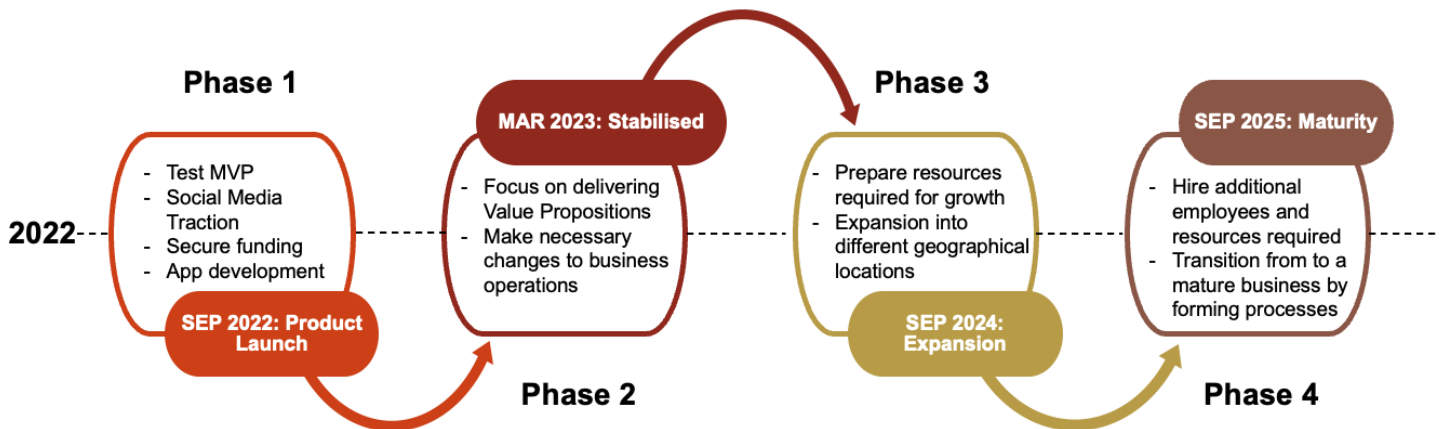 2022
Phase 1
- Test MVP
- Social Media
Traction
- Secure funding
- App development
SEP 2022: Product
Launch
MAR 2023: Stabilised
- Focus on delivering
Value Propositions
- Make necessary
changes to business
operations
Phase 2
Phase 3
- Prepare resources
required for growth
- Expansion into
different geographical
locations
SEP 2024:
Expansion
SEP 2025: Maturity
- Hire additional
employees and
resources required
- Transition from to a
mature business by
forming processes
Phase 4